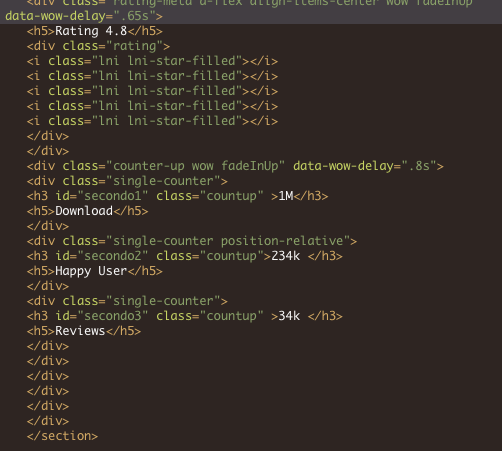 <div class="rating-meta d-flex align-items-center wow fadeInUp"
data-wow-delay=".65s">
<h5>Rating 4.8</h5>
<div class="rating">
<i class="lni lni-star-filled"></i>
<i class="lni lni-star-filled"></i>
<i class="lni lni-star-filled"></i>
<i class="lni lni-star-filled"></i>
<i class="lni lni-star-filled"></i>
</div>
</div>
<div class="counter-up wow fadeInUp" data-wow-delay=".8s">
<div class="single-counter">
<h3 id="secondo1" class="countup" >1M</h3>
<h5>Download</h5>
</div>
<div class="single-counter position-relative">
<h3 id="secondo2" class="countup">234k </h3>
<h5>Happy User</h5>
</div>
<div class="single-counter">
<h3 id="secondo3" class="countup" >34k </h3>
<h5>Reviews</h5>
</div>
</div>
</div>
</div>
</div>
</div>
</section>